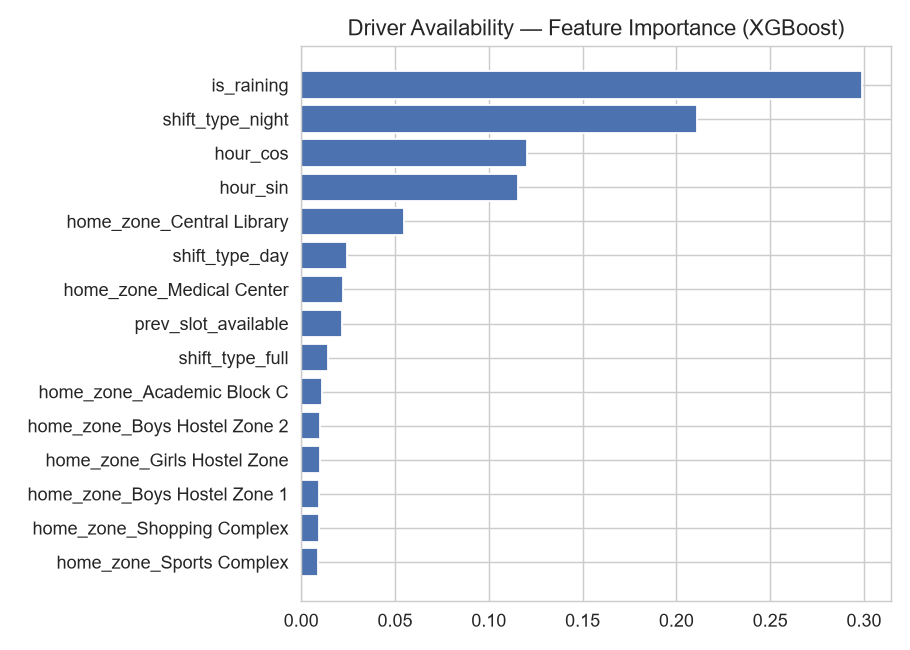 Driver Availability — Feature Importance (XGBoost)
is_raining
shift_type_night
hour_cos
hour_sin
home_zone_Central Library
shift_type_day
home_zone_Medical Center
prev_slot_available
shift_type_full
home_zone_Academic Block C
home_zone_Boys Hostel Zone 2
home_zone_Girls Hostel Zone
home_zone_Boys Hostel Zone 1
home_zone_Shopping Complex
home_zone_Sports Complex
0.00 0.05 0.10 0.15 0.20 0.25 0.30